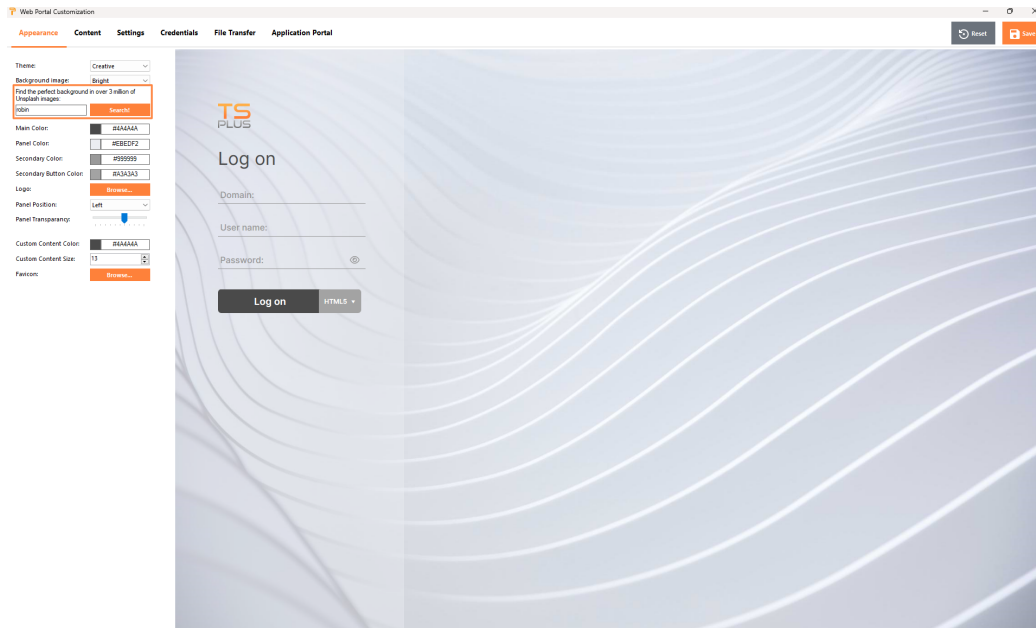 Web Portal Customization
Appearance Content Settings Credentials File Transfer Application Portal
Reset Save
Theme: Creative
Background image: Bright
Find the perfect background in over 3 million of
Unsplash images:
robin Search!
Main Color: #4A4A4A
Panel Color: #EBEDF2
Secondary Color: #999999
Secondary Button Color: #A3A3A3
Logo: Browse...
Panel Position: Left
Panel Transparancy:
Custom Content Color: #4A4A4A
Custom Content Size: 13
Favicon: Browse...
TS
PLUS
Log on
Domain:
User name:
Password:
Log on HTML5